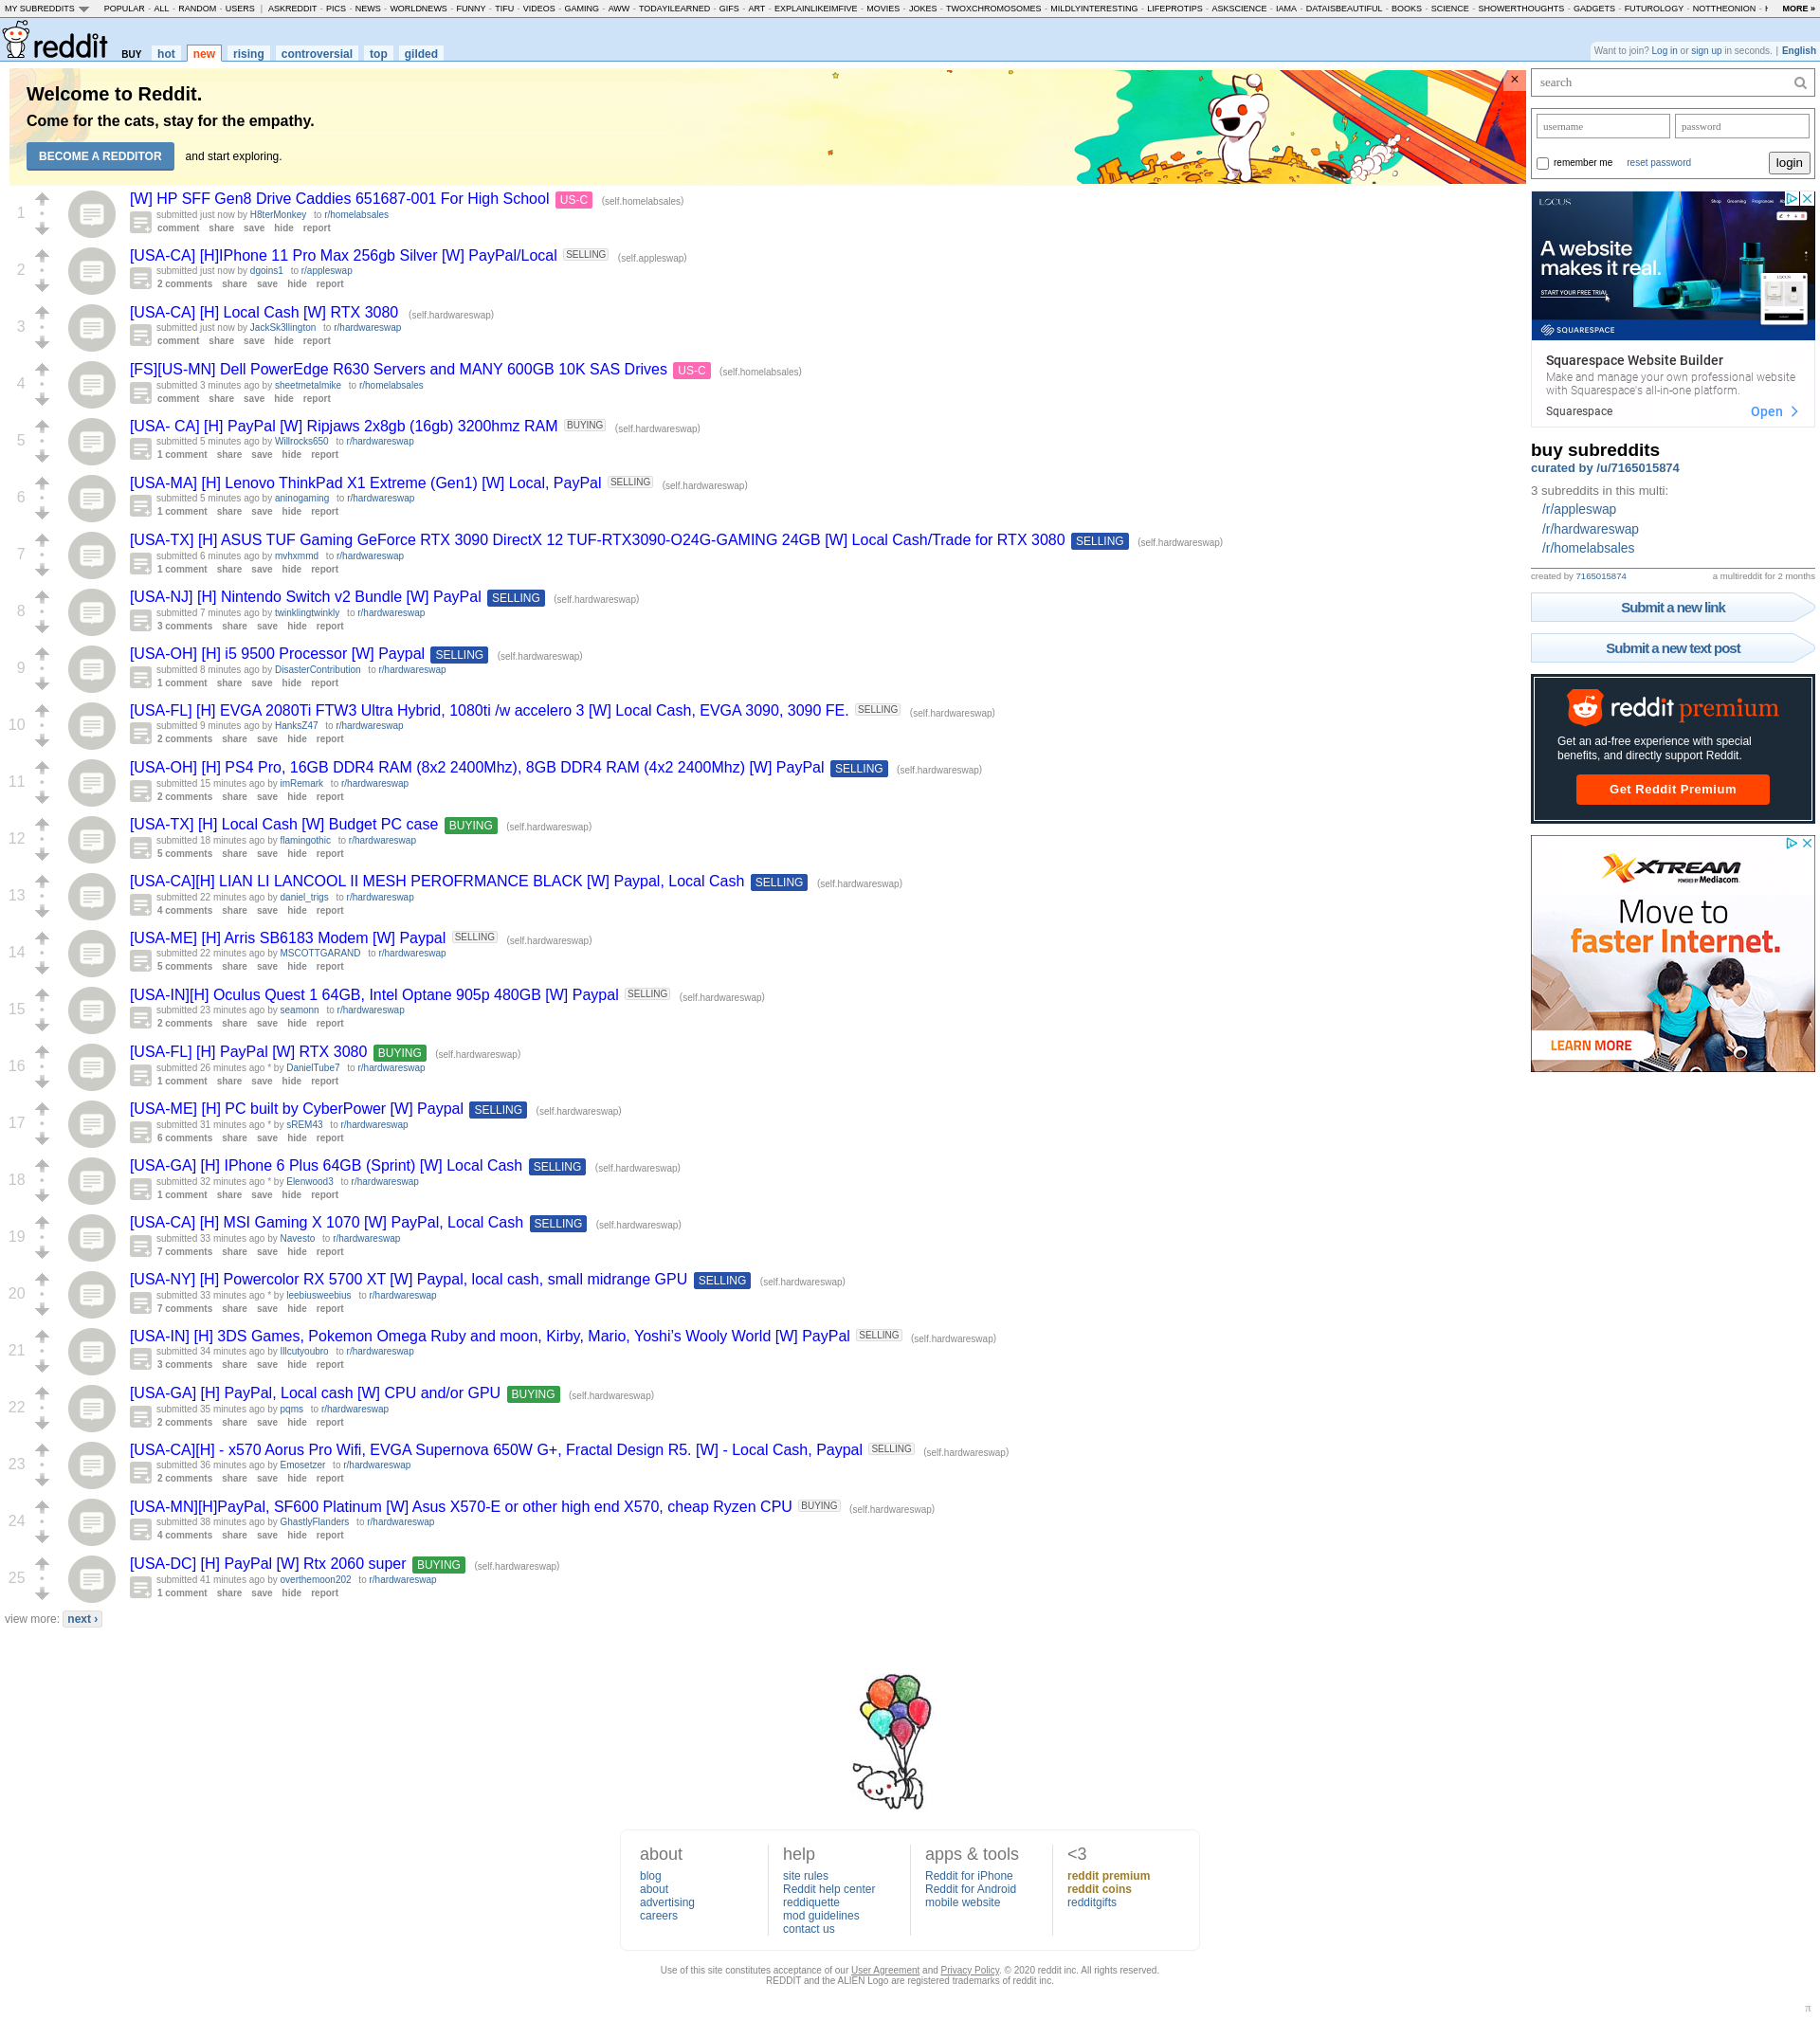 MY SUBREDDITS POPULAR - ALL - RANDOM - USERS | ASKREDDIT - PICS - NEWS - WORLDNEWS - FUNNY - TIFU - VIDEOS - GAMING - AWW - TODAYILEARNED - GIFS - ART - EXPLAINLIKEIMFIVE - MOVIES - JOKES - TWOXCHROMOSOMES - MILDLYINTERESTING - LIFEPROTIPS - ASKSCIENCE - IAMA - DATAISBEAUTIFUL - BOOKS - SCIENCE - SHOWERTHOUGHTS - GADGETS - FUTUROLOGY - NOTTHEONION - MORE »
reddit BUY hot new rising controversial top gilded
Want to join? Log in or sign up in seconds. | English
Welcome to Reddit.
Come for the cats, stay for the empathy.
BECOME A REDDITOR and start exploring.
×
1
[W] HP SFF Gen8 Drive Caddies 651687-001 For High School US-C (self.homelabsales)
submitted just now by H8terMonkey to r/homelabsales
comment share save hide report
2
[USA-CA] [H]IPhone 11 Pro Max 256gb Silver [W] PayPal/Local SELLING (self.appleswap)
submitted just now by dgoins1 to r/appleswap
2 comments share save hide report
3
[USA-CA] [H] Local Cash [W] RTX 3080 (self.hardwareswap)
submitted just now by JackSk3llington to r/hardwareswap
comment share save hide report
4
[FS][US-MN] Dell PowerEdge R630 Servers and MANY 600GB 10K SAS Drives US-C (self.homelabsales)
submitted 3 minutes ago by sheetmetalmike to r/homelabsales
comment share save hide report
5
[USA- CA] [H] PayPal [W] Ripjaws 2x8gb (16gb) 3200hmz RAM BUYING (self.hardwareswap)
submitted 5 minutes ago by Willrocks650 to r/hardwareswap
1 comment share save hide report
6
[USA-MA] [H] Lenovo ThinkPad X1 Extreme (Gen1) [W] Local, PayPal SELLING (self.hardwareswap)
submitted 5 minutes ago by aninogaming to r/hardwareswap
1 comment share save hide report
7
[USA-TX] [H] ASUS TUF Gaming GeForce RTX 3090 DirectX 12 TUF-RTX3090-O24G-GAMING 24GB [W] Local Cash/Trade for RTX 3080 SELLING (self.hardwareswap)
submitted 6 minutes ago by mvhxmmd to r/hardwareswap
1 comment share save hide report
8
[USA-NJ] [H] Nintendo Switch v2 Bundle [W] PayPal SELLING (self.hardwareswap)
submitted 7 minutes ago by twinklingtwinkly to r/hardwareswap
3 comments share save hide report
9
[USA-OH] [H] i5 9500 Processor [W] Paypal SELLING (self.hardwareswap)
submitted 8 minutes ago by DisasterContribution to r/hardwareswap
1 comment share save hide report
10
[USA-FL] [H] EVGA 2080Ti FTW3 Ultra Hybrid, 1080ti /w accelero 3 [W] Local Cash, EVGA 3090, 3090 FE. SELLING (self.hardwareswap)
submitted 9 minutes ago by HanksZ47 to r/hardwareswap
2 comments share save hide report
11
[USA-OH] [H] PS4 Pro, 16GB DDR4 RAM (8x2 2400Mhz), 8GB DDR4 RAM (4x2 2400Mhz) [W] PayPal SELLING (self.hardwareswap)
submitted 15 minutes ago by imRemark to r/hardwareswap
2 comments share save hide report
12
[USA-TX] [H] Local Cash [W] Budget PC case BUYING (self.hardwareswap)
submitted 18 minutes ago by flamingothic to r/hardwareswap
5 comments share save hide report
13
[USA-CA][H] LIAN LI LANCOOL II MESH PEROFRMANCE BLACK [W] Paypal, Local Cash SELLING (self.hardwareswap)
submitted 22 minutes ago by daniel_trigs to r/hardwareswap
4 comments share save hide report
14
[USA-ME] [H] Arris SB6183 Modem [W] Paypal SELLING (self.hardwareswap)
submitted 22 minutes ago by MSCOTTGARAND to r/hardwareswap
5 comments share save hide report
15
[USA-IN][H] Oculus Quest 1 64GB, Intel Optane 905p 480GB [W] Paypal SELLING (self.hardwareswap)
submitted 23 minutes ago by seamonn to r/hardwareswap
2 comments share save hide report
16
[USA-FL] [H] PayPal [W] RTX 3080 BUYING (self.hardwareswap)
submitted 26 minutes ago * by DanielTube7 to r/hardwareswap
1 comment share save hide report
17
[USA-ME] [H] PC built by CyberPower [W] Paypal SELLING (self.hardwareswap)
submitted 31 minutes ago * by sREM43 to r/hardwareswap
6 comments share save hide report
18
[USA-GA] [H] IPhone 6 Plus 64GB (Sprint) [W] Local Cash SELLING (self.hardwareswap)
submitted 32 minutes ago * by Elenwood3 to r/hardwareswap
1 comment share save hide report
19
[USA-CA] [H] MSI Gaming X 1070 [W] PayPal, Local Cash SELLING (self.hardwareswap)
submitted 33 minutes ago by Navesto to r/hardwareswap
7 comments share save hide report
20
[USA-NY] [H] Powercolor RX 5700 XT [W] Paypal, local cash, small midrange GPU SELLING (self.hardwareswap)
submitted 33 minutes ago * by leebiusweebius to r/hardwareswap
7 comments share save hide report
21
[USA-IN] [H] 3DS Games, Pokemon Omega Ruby and moon, Kirby, Mario, Yoshi’s Wooly World [W] PayPal SELLING (self.hardwareswap)
submitted 34 minutes ago by lllcutyoubro to r/hardwareswap
3 comments share save hide report
22
[USA-GA] [H] PayPal, Local cash [W] CPU and/or GPU BUYING (self.hardwareswap)
submitted 35 minutes ago by pqms to r/hardwareswap
2 comments share save hide report
23
[USA-CA][H] - x570 Aorus Pro Wifi, EVGA Supernova 650W G+, Fractal Design R5. [W] - Local Cash, Paypal SELLING (self.hardwareswap)
submitted 36 minutes ago by Emosetzer to r/hardwareswap
2 comments share save hide report
24
[USA-MN][H]PayPal, SF600 Platinum [W] Asus X570-E or other high end X570, cheap Ryzen CPU BUYING (self.hardwareswap)
submitted 38 minutes ago by GhastlyFlanders to r/hardwareswap
4 comments share save hide report
25
[USA-DC] [H] PayPal [W] Rtx 2060 super BUYING (self.hardwareswap)
submitted 41 minutes ago by overthemoon202 to r/hardwareswap
1 comment share save hide report
view more: next ›
search
username password
remember me reset password login
LOCUS
A website
makes it real.
START YOUR FREE TRIAL
SQUARESPACE
Squarespace Website Builder
Make and manage your own professional website
with Squarespace's all-in-one platform.
Squarespace Open
buy subreddits
curated by /u/7165015874
3 subreddits in this multi:
/r/appleswap
/r/hardwareswap
/r/homelabsales
created by 7165015874 a multireddit for 2 months
Submit a new link
Submit a new text post
reddit premium
Get an ad-free experience with special
benefits, and directly support Reddit.
Get Reddit Premium
XTREAM
POWERED BY Mediacom
Move to
faster Internet.
LEARN MORE
about
blog
about
advertising
careers
help
site rules
Reddit help center
reddiquette
mod guidelines
contact us
apps & tools
Reddit for iPhone
Reddit for Android
mobile website
<3
reddit premium
reddit coins
redditgifts
Use of this site constitutes acceptance of our User Agreement and Privacy Policy. © 2020 reddit inc. All rights reserved.
REDDIT and the ALIEN Logo are registered trademarks of reddit inc.
π